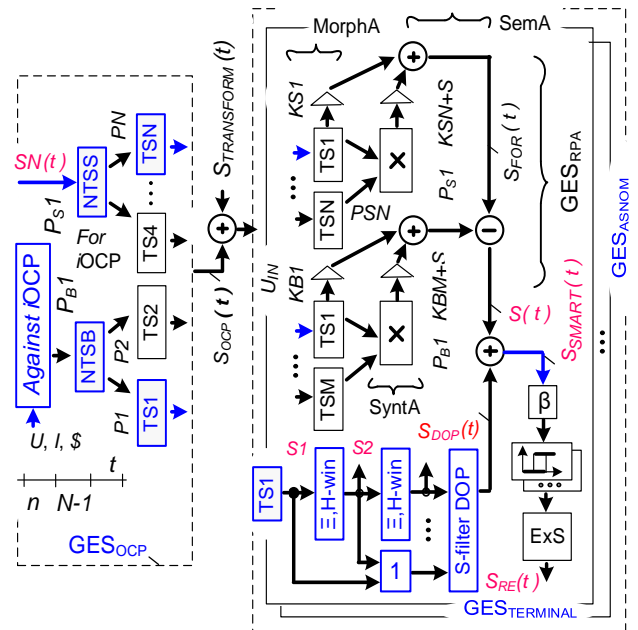 MorphA
SemA
KS1
KSN+S
S_TRANSFORM(t)
PN
TSN
SN(t)
NTSS
P_S1
For
iOCP
TS4
TS1
TSN
PSN
×
+
P_S1
S_FOR(t)
GES_RPA
GES_ASNOM
+
U_IN
S_OCP(t)
Against iOCP
P_B1
NTSB
P2
TS2
P1
TS1
U, I, $
t
n
N-1
GES_OCP
KB1
TS1
TSM
×
+
KBM+S
P_B1
SyntA
−
S(t)
+
S_SMART(t)
β
ExS
S_RE(t)
S_DOP(t)
S1
S2
TS1
Ξ,H-win
Ξ,H-win
1
S-filter DOP
GES_TERMINAL